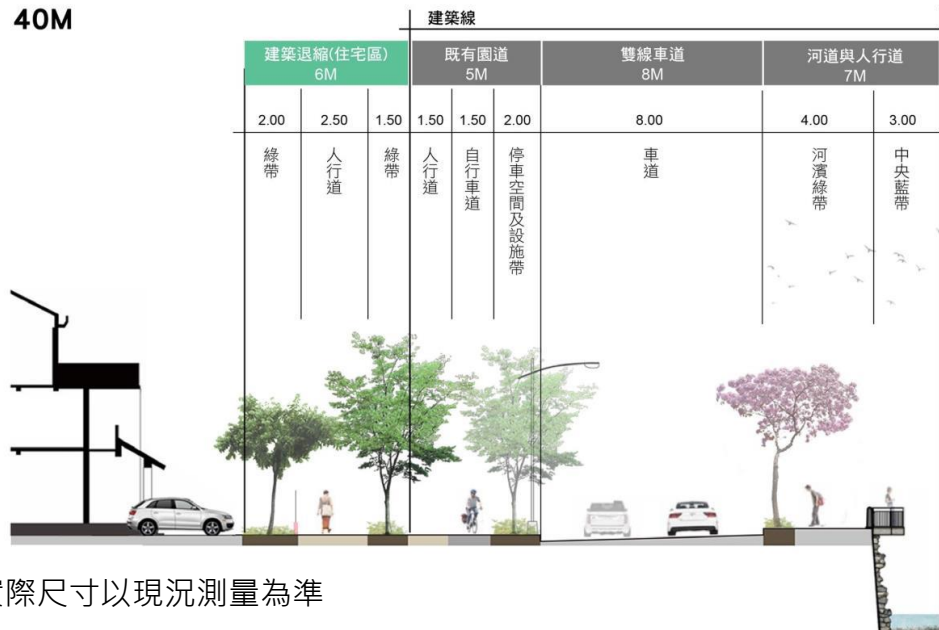 40M
建築線
建築退縮(住宅區)
6M
既有園道
5M
雙線車道
8M
河道與人行道
7M
2.00
2.50
1.50
1.50
1.50
2.00
8.00
4.00
3.00
綠帶
人行道
綠帶
人行道
自行車道
停車空間及設施帶
車道
河濱綠帶
中央藍帶
際尺寸以現況測量為準